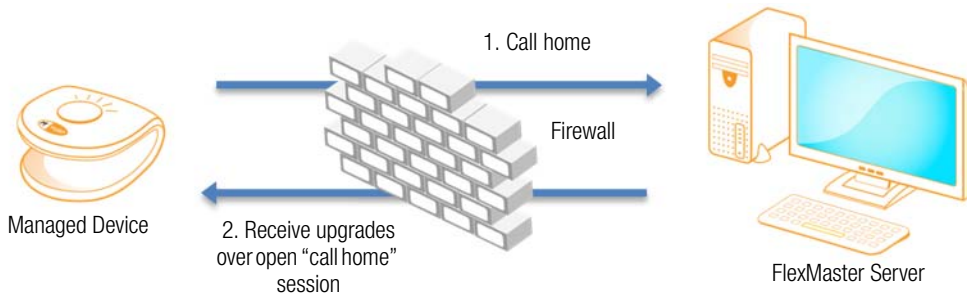 1. Call home
Firewall
Managed Device
2. Receive upgrades
over open “call home”
session
FlexMaster Server